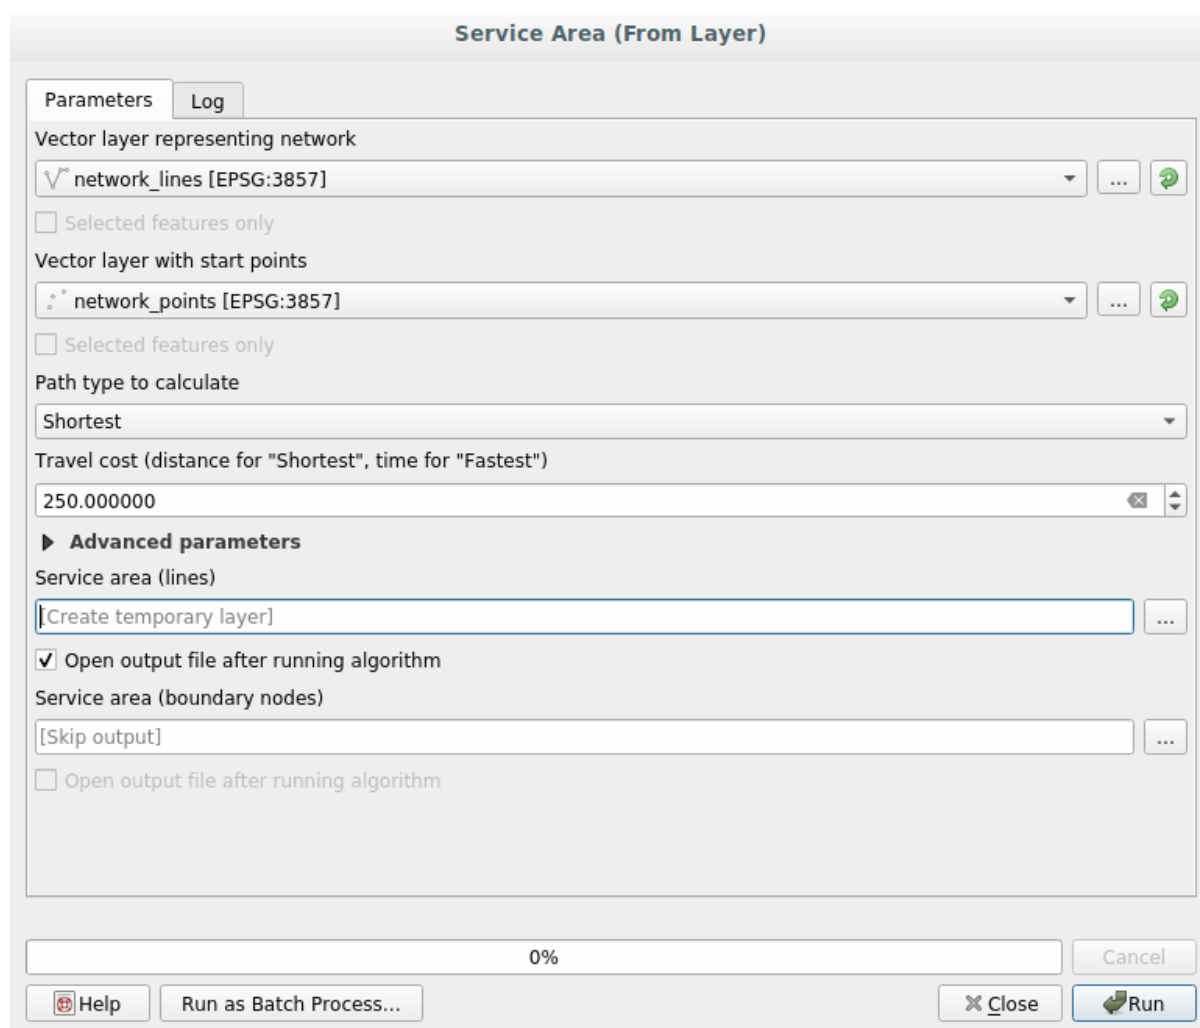 Service Area (From Layer)
Parameters Log
Vector layer representing network
network_lines [EPSG:3857] ...
Selected features only
Vector layer with start points
network_points [EPSG:3857] ...
Selected features only
Path type to calculate
Shortest
Travel cost (distance for "Shortest", time for "Fastest")
250.000000
Advanced parameters
Service area (lines)
[Create temporary layer] ...
Open output file after running algorithm
Service area (boundary nodes)
[Skip output] ...
Open output file after running algorithm
0% Cancel
Help Run as Batch Process... Close Run